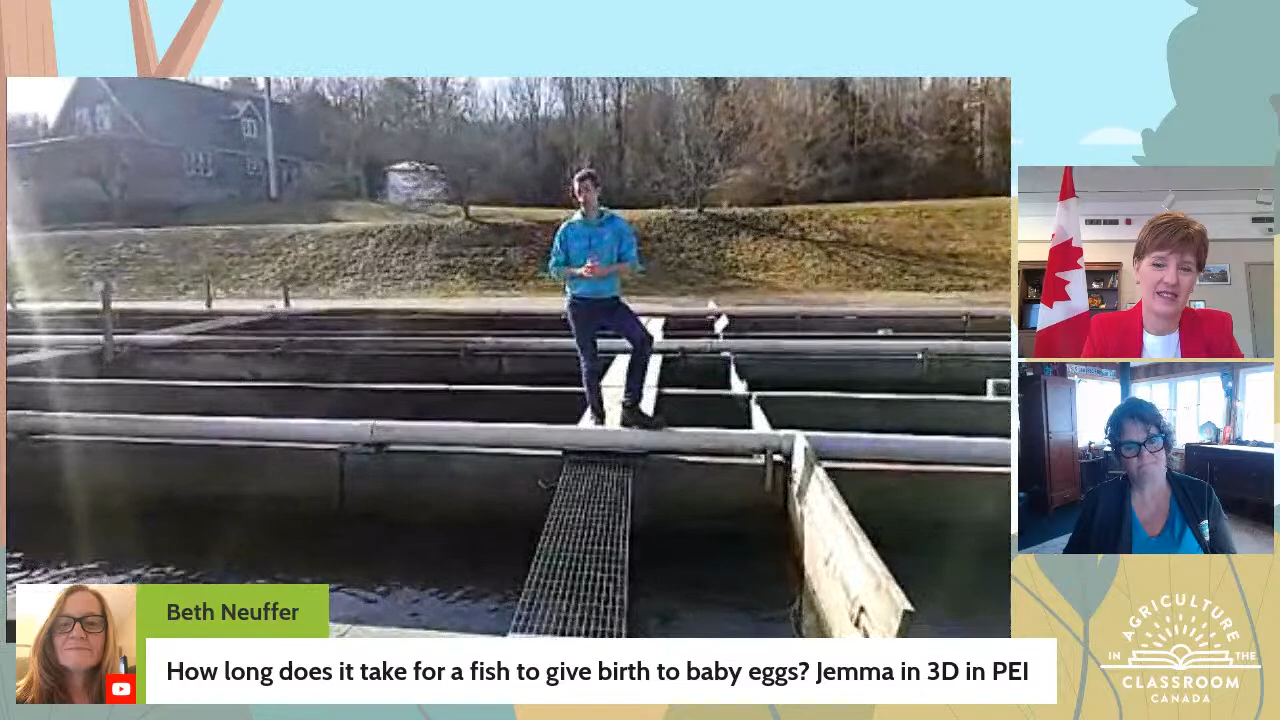 Beth Neuffer
How long does it take for a fish to give birth to baby eggs? Jemma in 3D in PEI
AGRICULTURE
IN THE
CLASSROOM
CANADA